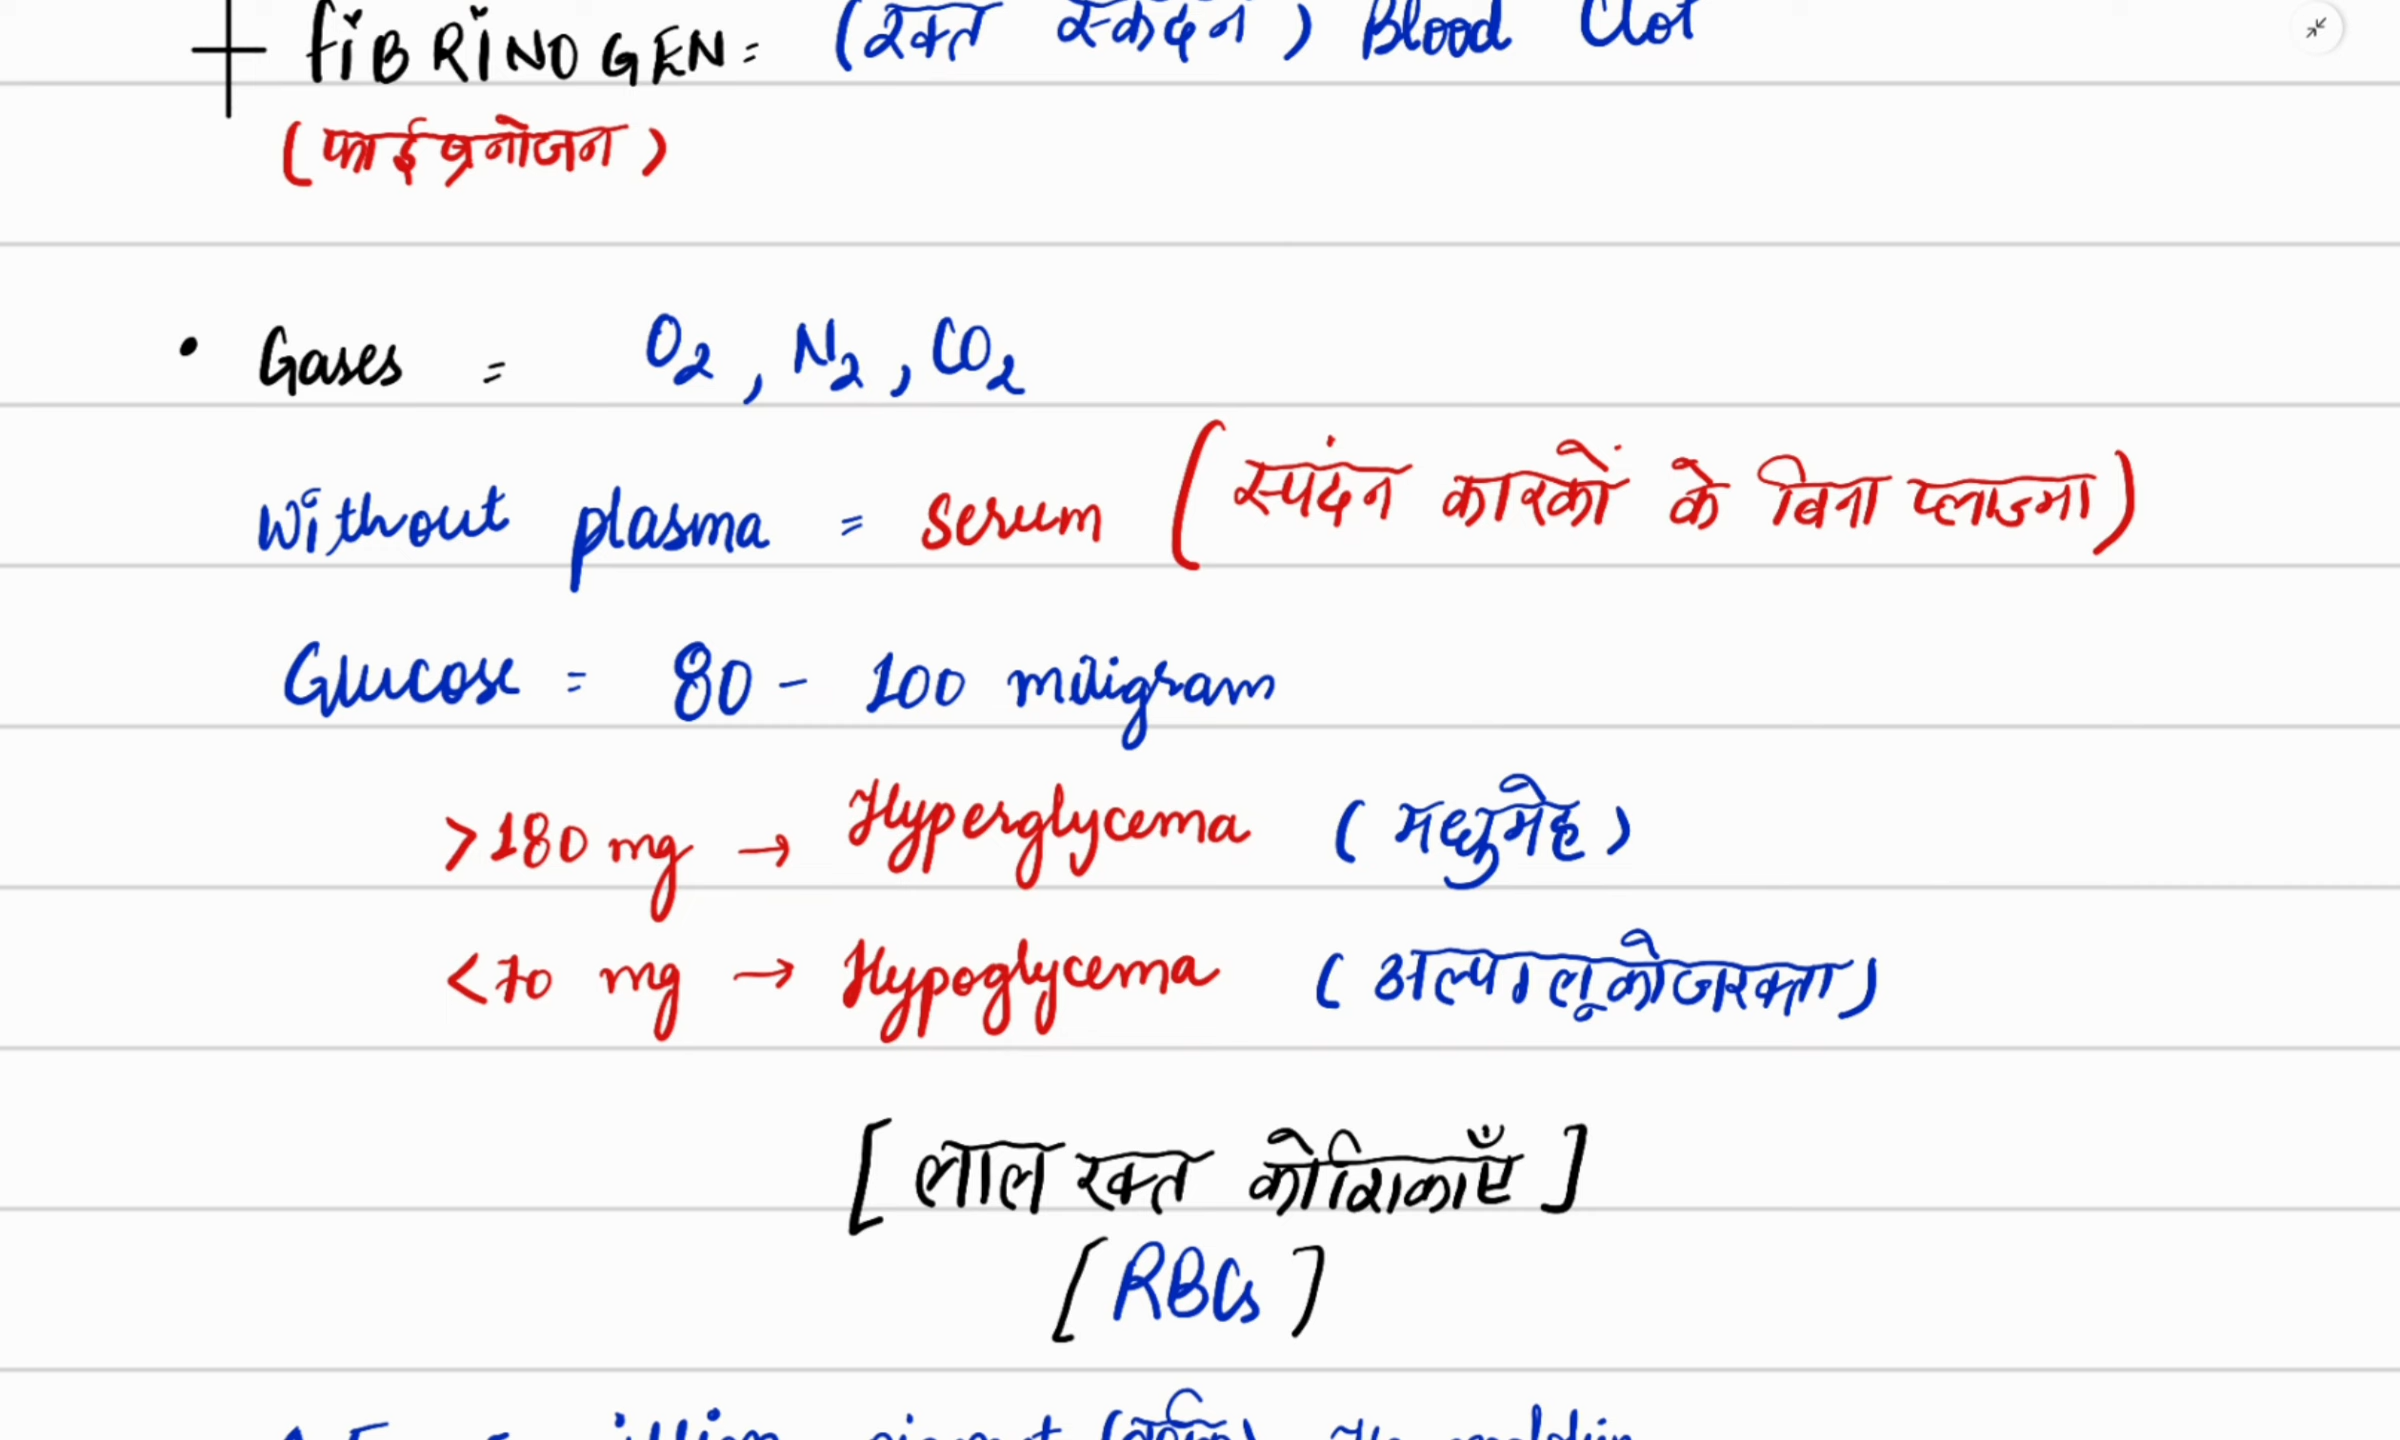 FIBRINOGEN = (रक्त स्कंदन) Blood Clot
(फाईब्रनोजन)
• Gases = O₂, N₂, CO₂
Without plasma = Serum (स्पंदन कारकों के बिना प्लाज्मा)
Glucose = 80 - 100 miligram
>180 mg → Hyperglycema (मधुमेह)
<70 mg → Hypoglycema (अल्पग्लूकोजरक्तता)
[लाल रक्त कोशिकाएँ]
[RBCs]